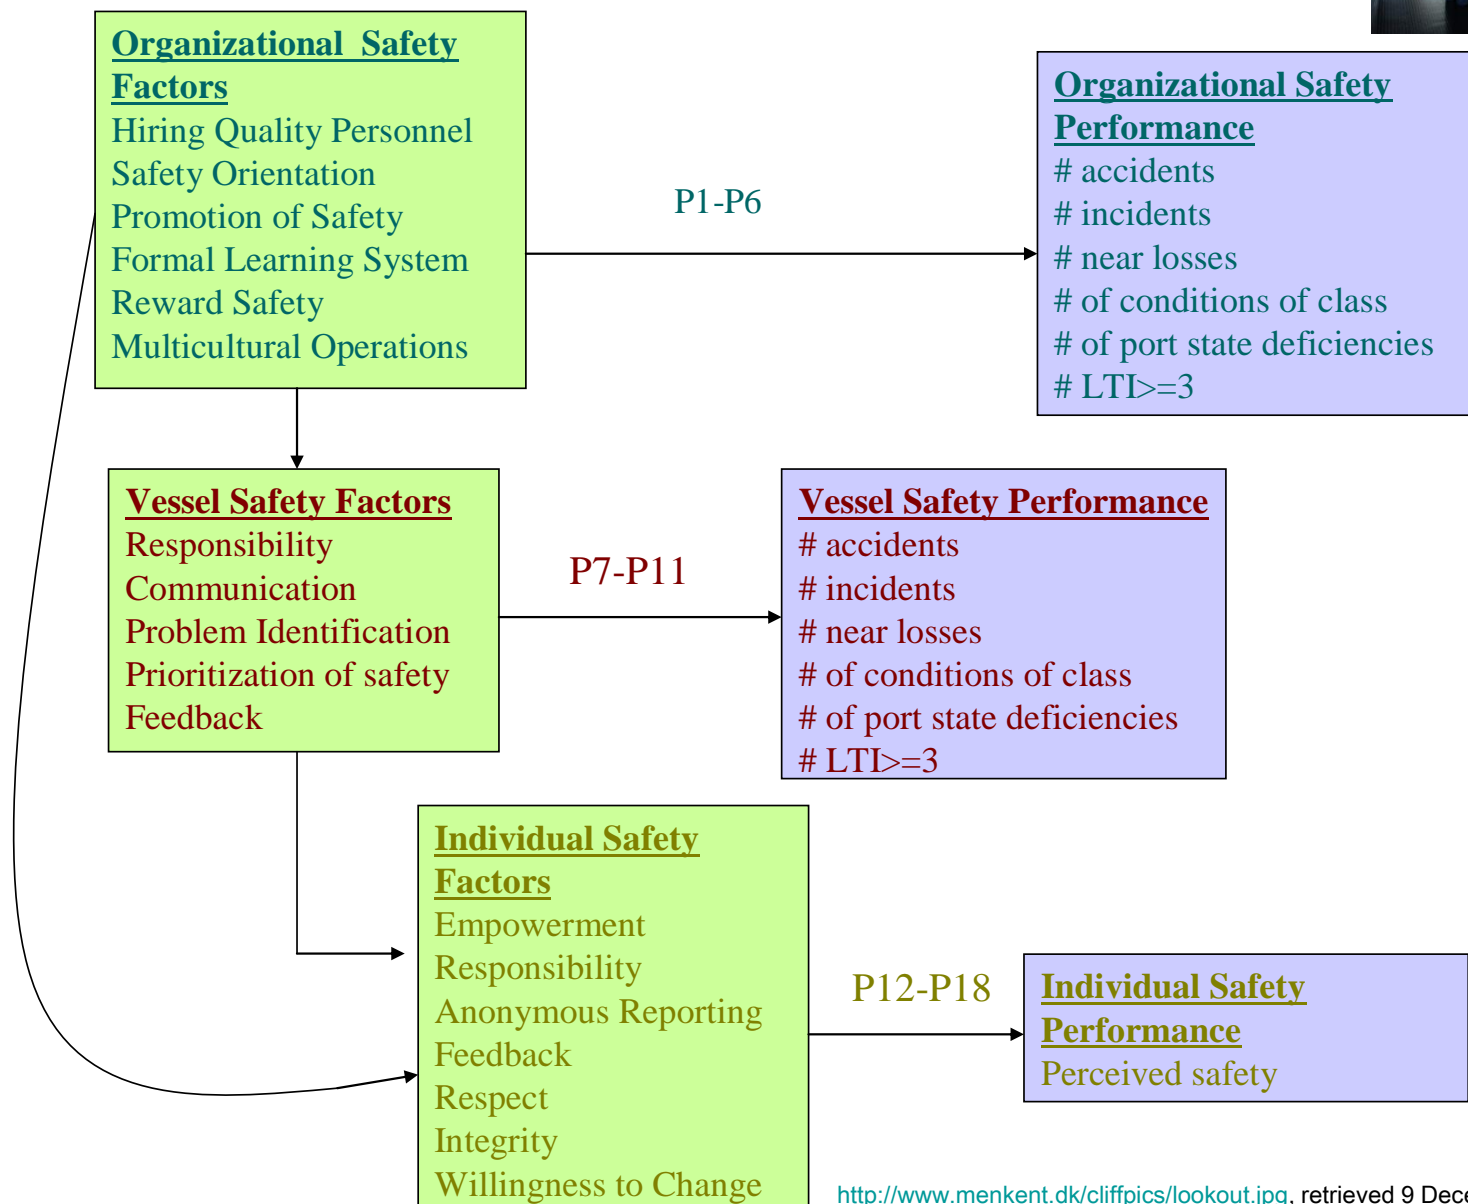 Organizational Safety
Factors
Hiring Quality Personnel
Safety Orientation
Promotion of Safety
Formal Learning System
Reward Safety
Multicultural Operations
P1-P6
Organizational Safety
Performance
# accidents
# incidents
# near losses
# of conditions of class
# of port state deficiencies
# LTI>=3
Vessel Safety Factors
Responsibility
Communication
Problem Identification
Prioritization of safety
Feedback
P7-P11
Vessel Safety Performance
# accidents
# incidents
# near losses
# of conditions of class
# of port state deficiencies
# LTI>=3
Individual Safety
Factors
Empowerment
Responsibility
Anonymous Reporting
Feedback
Respect
Integrity
Willingness to Change
P12-P18
Individual Safety
Performance
Perceived safety
http://www.menkent.dk/cliffpics/lookout.jpg, retrieved 9 Dece